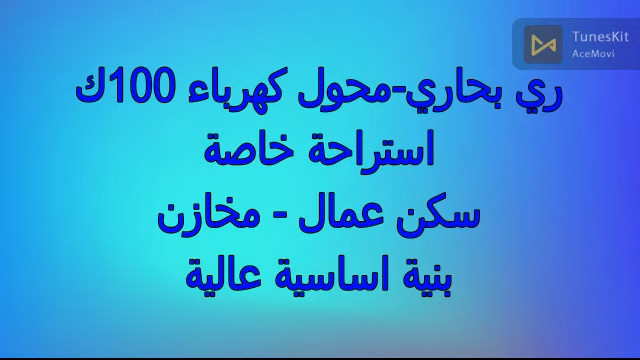 TunesKit
AceMovi
ري بحاري-محول كهرباء 100ك
استراحة خاصة
سكن عمال - مخازن
بنية اساسية عالية